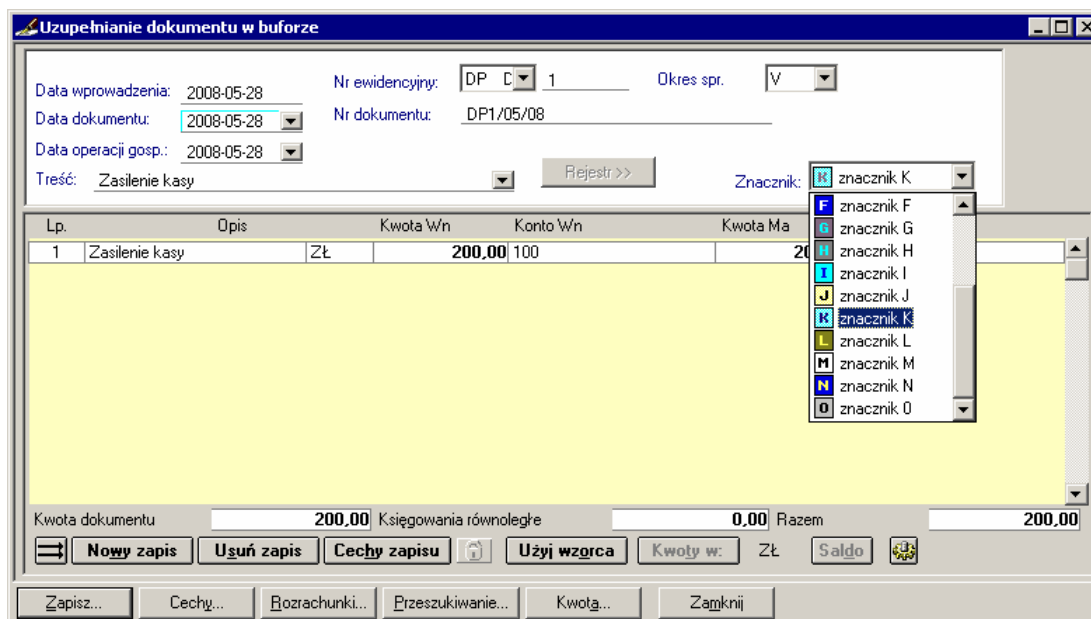 Uzupełnianie dokumentu w buforze
Data wprowadzenia: 2008-05-28 Nr ewidencyjny: DP 1 Okres spr. V
Data dokumentu: 2008-05-28 Nr dokumentu: DP1/05/08
Data operacji gosp.: 2008-05-28
Treść: Zasilenie kasy Rejestr >> Znacznik: K znacznik K
F znacznik F
G znacznik G
H znacznik H
I znacznik I
J znacznik J
K znacznik K
L znacznik L
M znacznik M
N znacznik N
O znacznik O
Lp. Opis Kwota Wn Konto Wn Kwota Ma
1 Zasilenie kasy ZŁ 200,00 100
Kwota dokumentu 200,00 Księgowania równoległe 0,00 Razem 200,00
Nowy zapis Usuń zapis Cechy zapisu Użyj wzorca Kwoty w: ZŁ Saldo
Zapisz... Cechy... Rozrachunki... Przeszukiwanie... Kwota... Zamknij